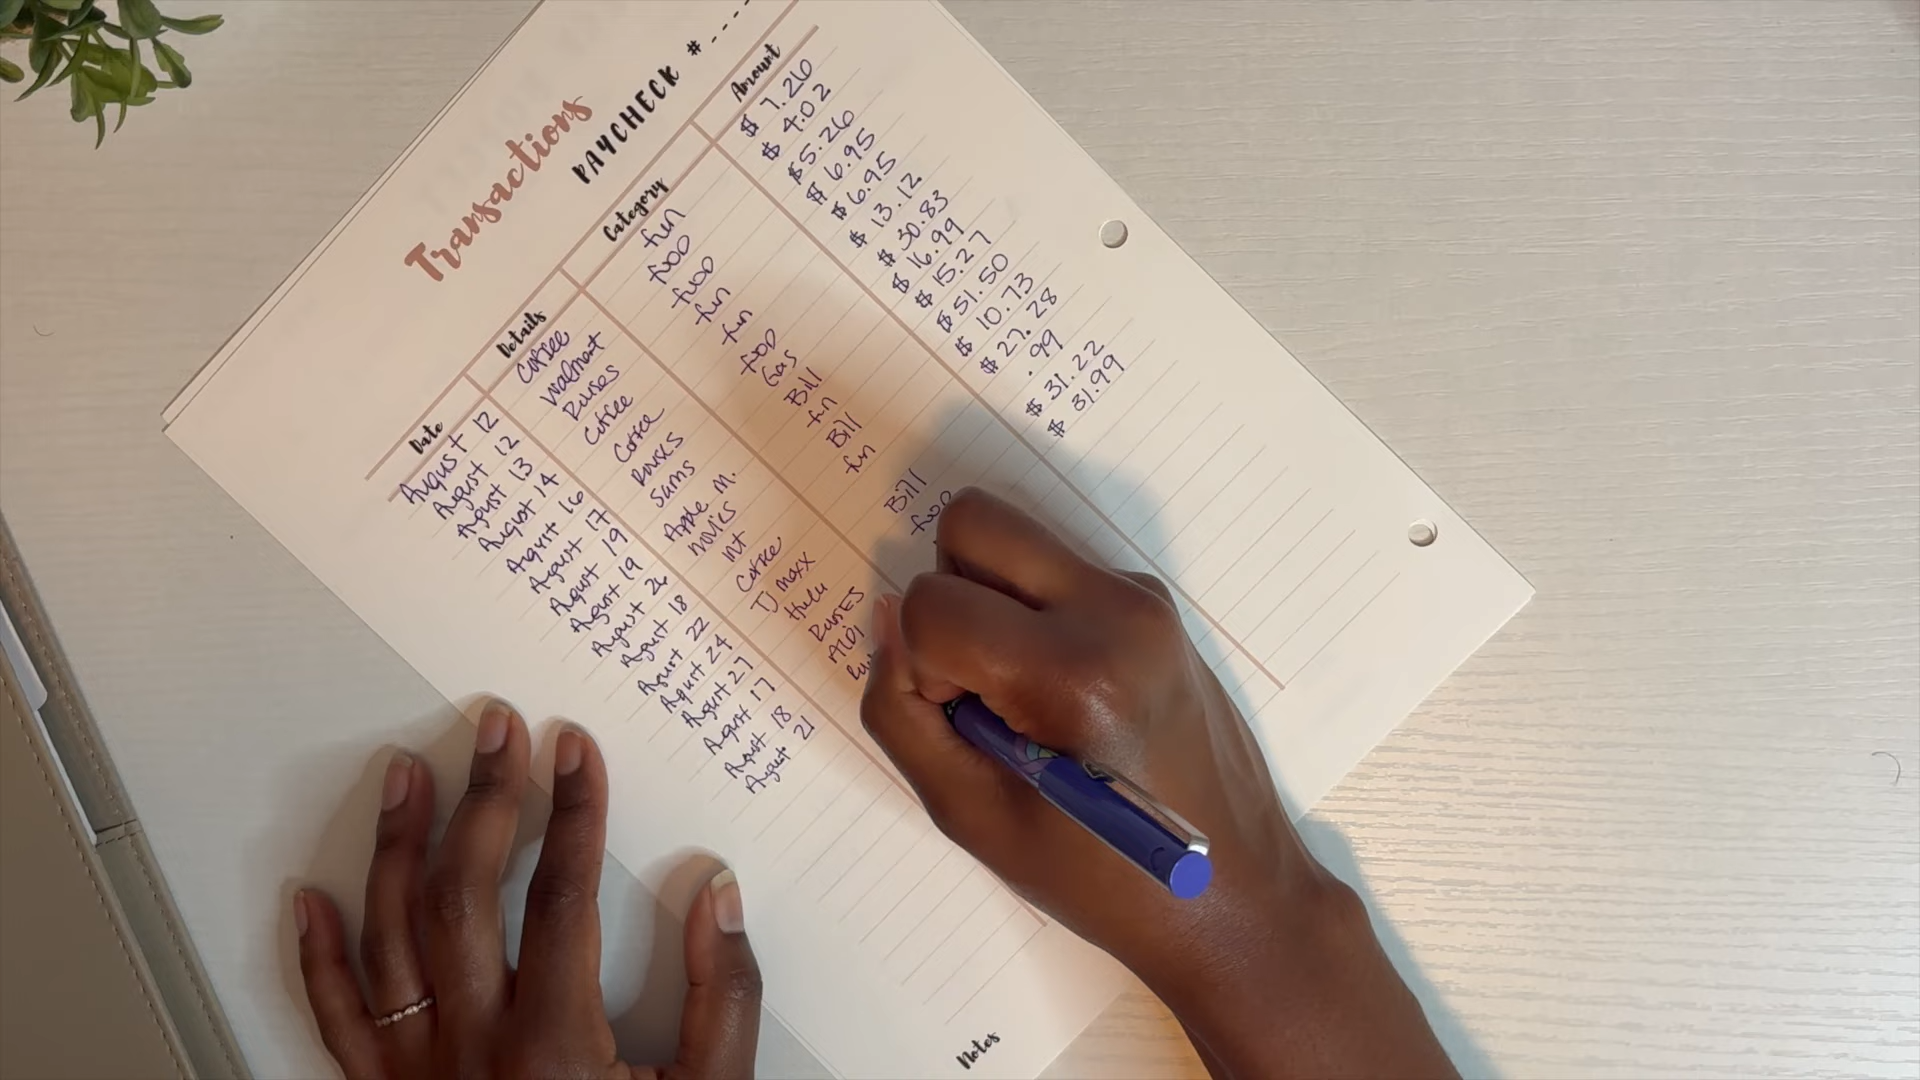 Transactions
PAYCHECK # ----
Date Details Category Amount
August 12 Coffee fun $ 7.26
August 12 Walmart food $ 4.02
August 13 Rouses food $5.26
August 14 Coffee fun $ 6.95
August 16 Coffee fun $ 6.95
August 17 Rouses food $ 13.12
August 19 Sams Gas $ 30.83
August 19 Apple M. Bill $ 16.99
August 26 movies fun $ 15.27
August 18 INT Bill $51.50
August 22 Coffee fun $ 10.73
August 24 TJ maxx $ 27.28
August 27 Hulu Bill .99
August 17 RousES food $ 31.22
August 18 AlDi $ 31.99
August 21
Notes